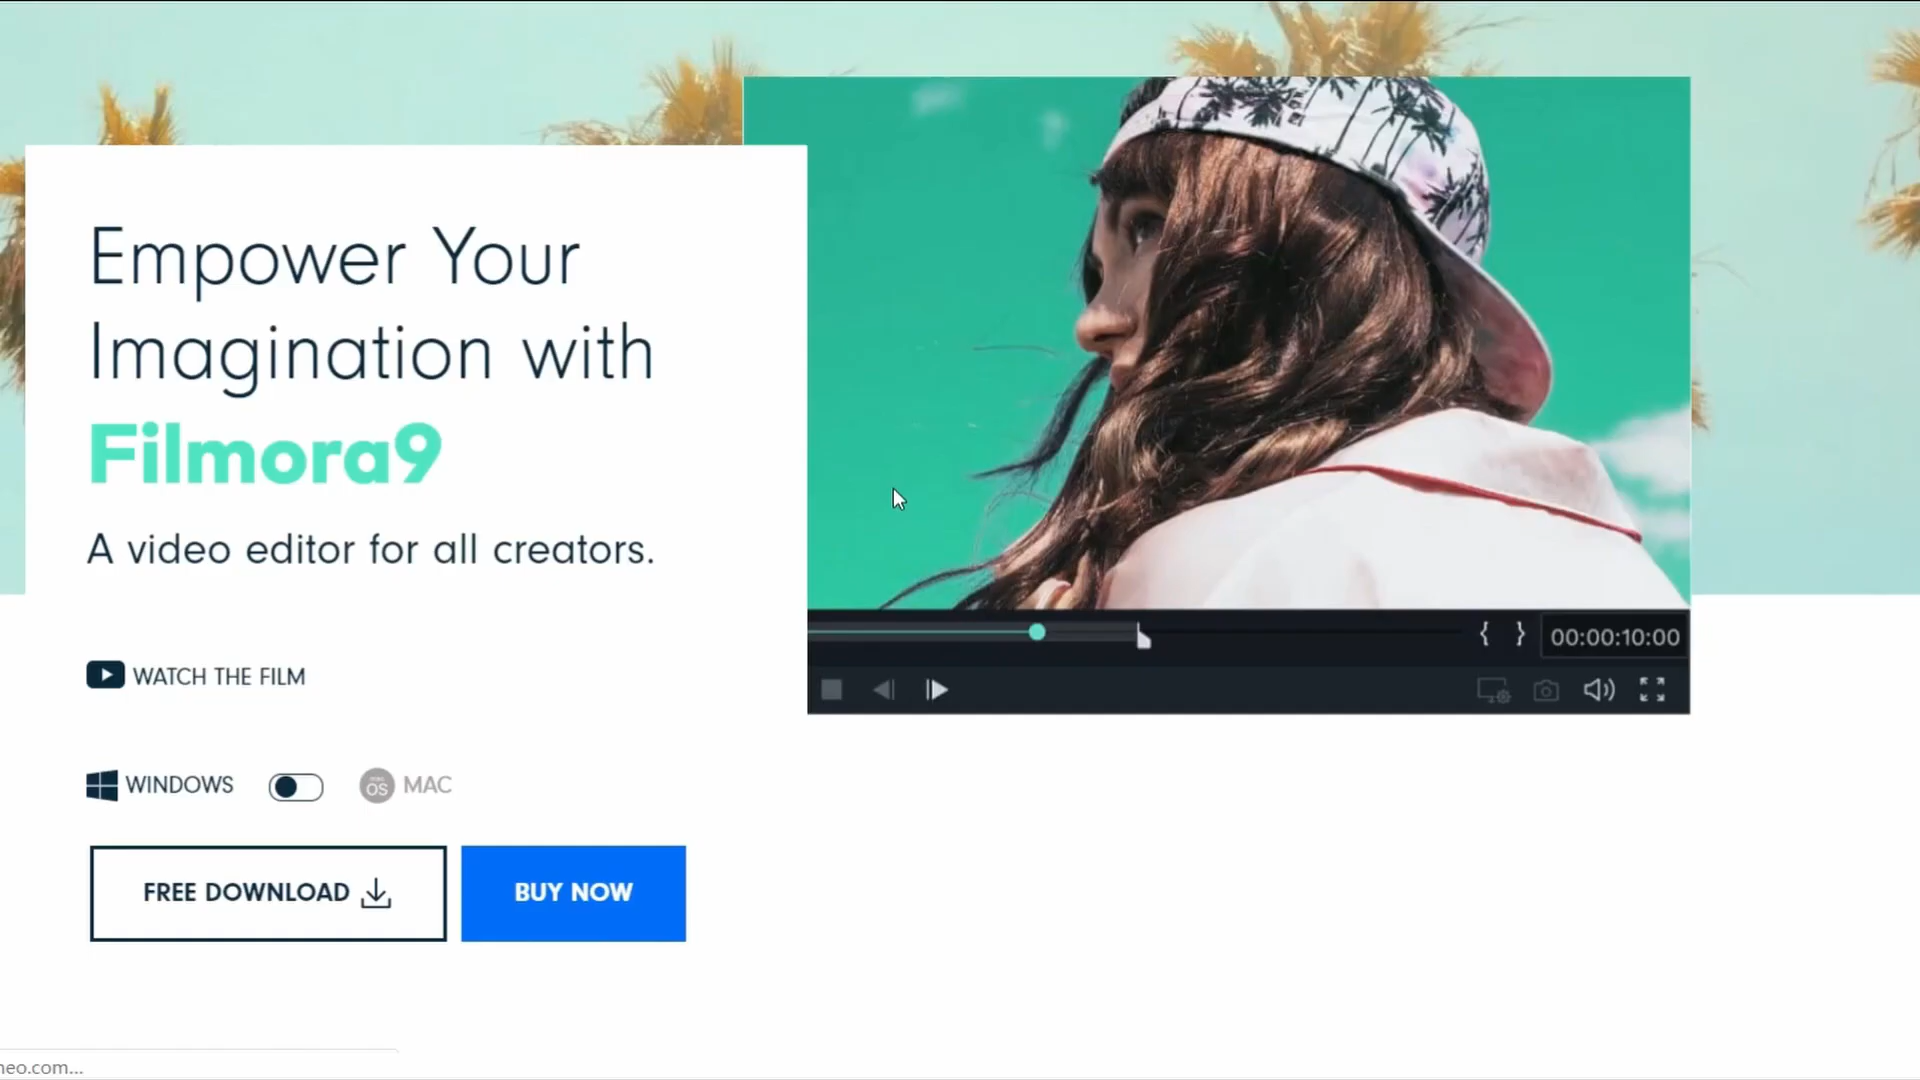 Empower Your
Imagination with
Filmora9
A video editor for all creators.
WATCH THE FILM
{ } 00:00:10:00
WINDOWS MAC
FREE DOWNLOAD BUY NOW
neo.com...